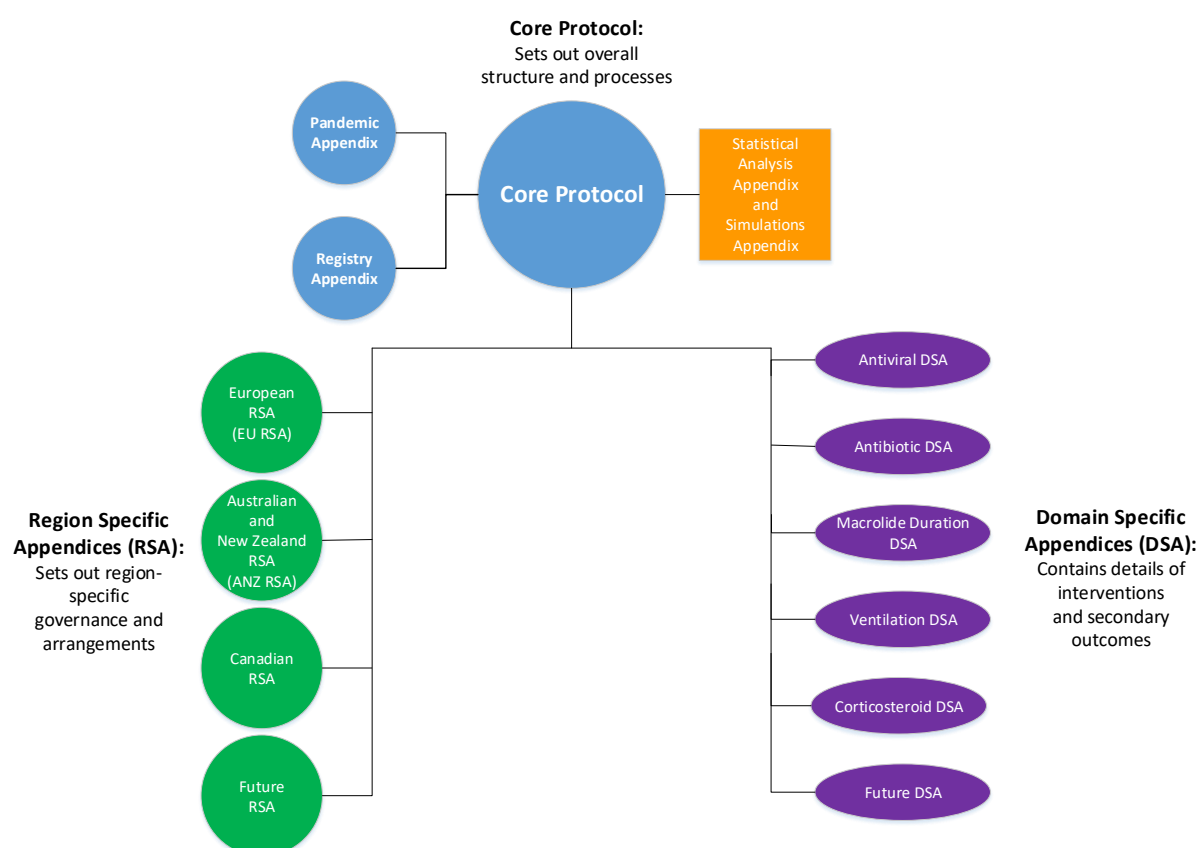 Core Protocol:
Sets out overall
structure and processes
Pandemic
Appendix
Core Protocol
Statistical
Analysis
Appendix
and
Simulations
Appendix
Registry
Appendix
European
RSA
(EU RSA)
Australian
and
New Zealand
RSA
(ANZ RSA)
Canadian
RSA
Future
RSA
Region Specific
Appendices (RSA):
Sets out region-
specific
governance and
arrangements
Antiviral DSA
Antibiotic DSA
Macrolide Duration
DSA
Ventilation DSA
Corticosteroid DSA
Future DSA
Domain Specific
Appendices (DSA):
Contains details of
interventions
and secondary
outcomes